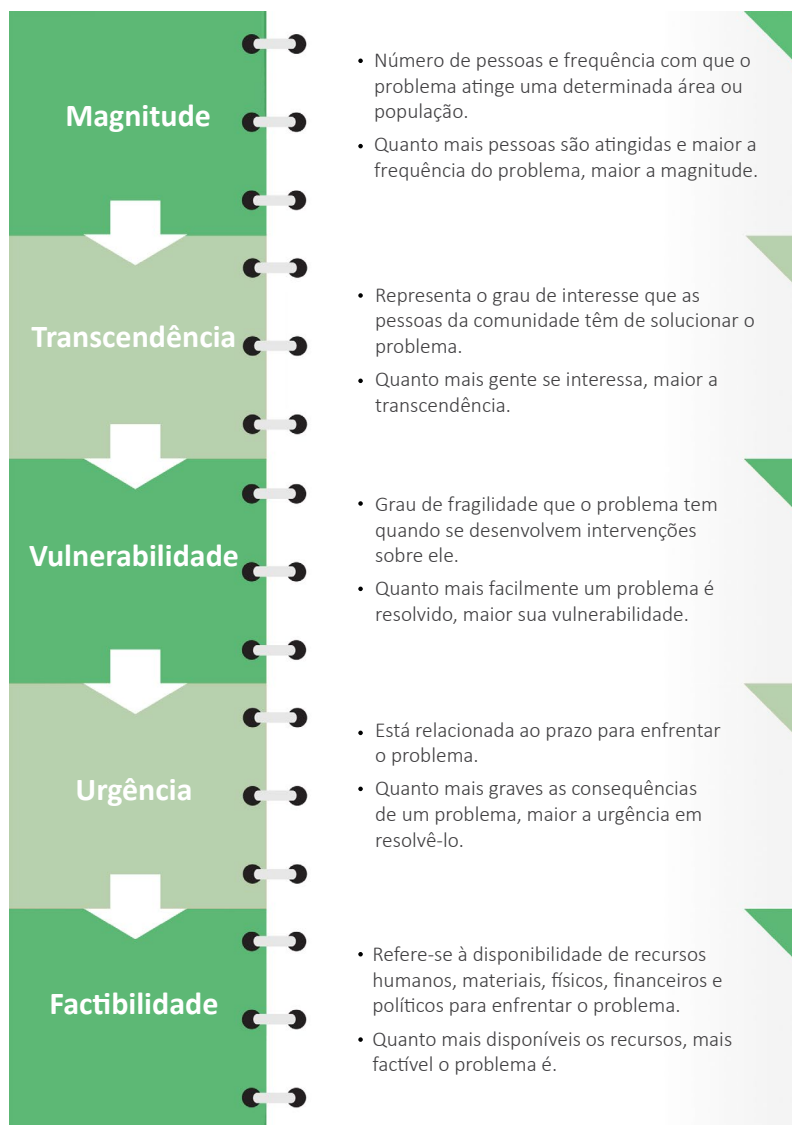 Magnitude
• Número de pessoas e frequência com que o
problema atinge uma determinada área ou
população.
• Quanto mais pessoas são atingidas e maior a
frequência do problema, maior a magnitude.
Transcendência
• Representa o grau de interesse que as
pessoas da comunidade têm de solucionar o
problema.
• Quanto mais gente se interessa, maior a
transcendência.
Vulnerabilidade
• Grau de fragilidade que o problema tem
quando se desenvolvem intervenções
sobre ele.
• Quanto mais facilmente um problema é
resolvido, maior sua vulnerabilidade.
Urgência
• Está relacionada ao prazo para enfrentar
o problema.
• Quanto mais graves as consequências
de um problema, maior a urgência em
resolvê-lo.
Factibilidade
• Refere-se à disponibilidade de recursos
humanos, materiais, físicos, financeiros e
políticos para enfrentar o problema.
• Quanto mais disponíveis os recursos, mais
factível o problema é.